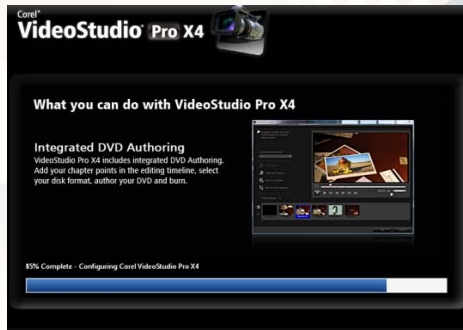 Corel®
VideoStudio® Pro X4
What you can do with VideoStudio Pro X4
Integrated DVD Authoring
VideoStudio Pro X4 includes integrated DVD Authoring.
Add your chapter points in the editing timeline, select
your disk format, author your DVD and burn.
85% Complete - Configuring Corel VideoStudio Pro X4